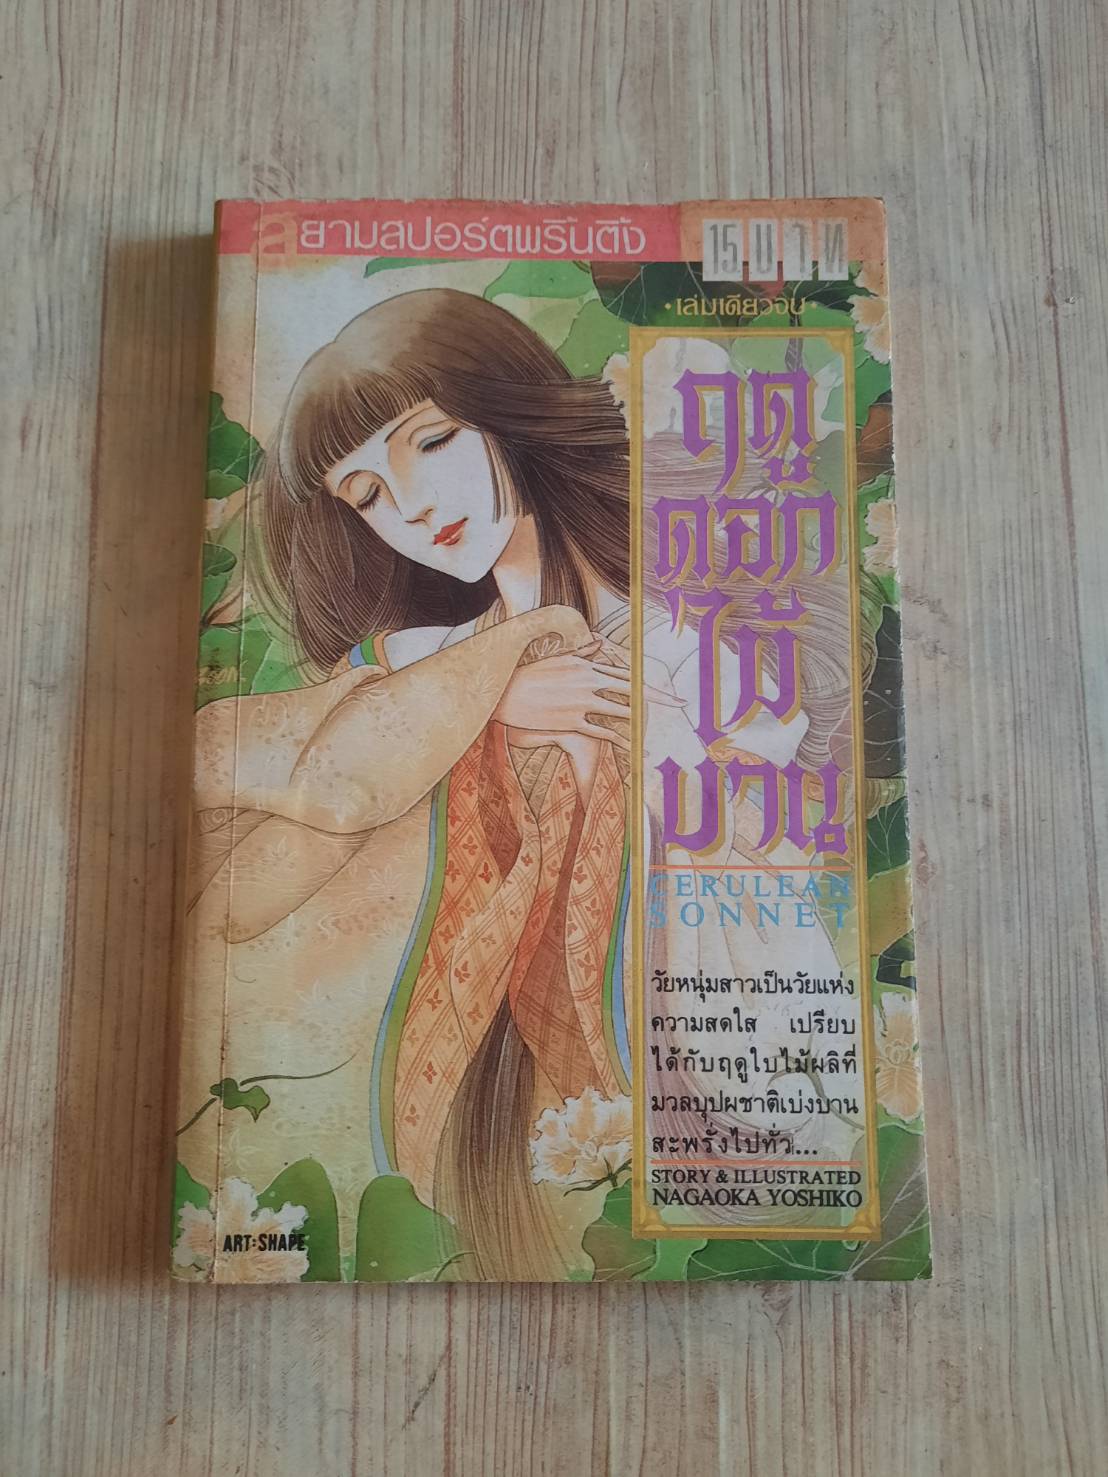 สยามสปอร์ตพริ้นติ้ง
15 บาท
•เล่มเดียวจบ•
ฤดู
ดอก
ไม้
บาน
CERULEAN
SONNET
วัยหนุ่มสาวเป็นวัยแห่ง
ความสดใส เปรียบ
ได้กับฤดูใบไม้ผลิที่
มวลบุปผชาติเบ่งบาน
สะพรั่งไปทั่ว...
STORY & ILLUSTRATED
NAGAOKA YOSHIKO
ART:SHAPE